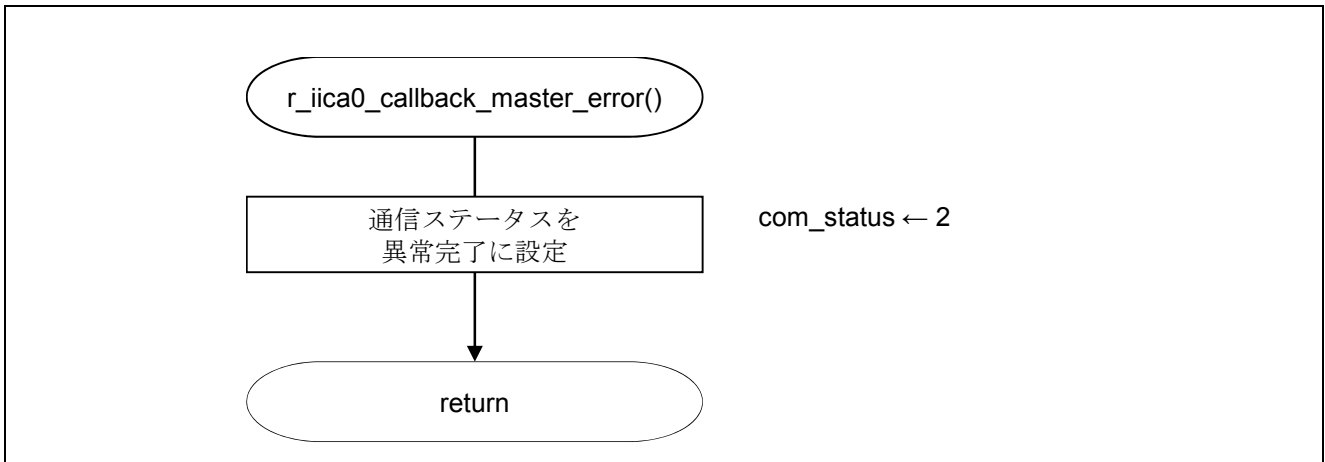 r_iica0_callback_master_error()
通信ステータスを
異常完了に設定
com_status ← 2
return